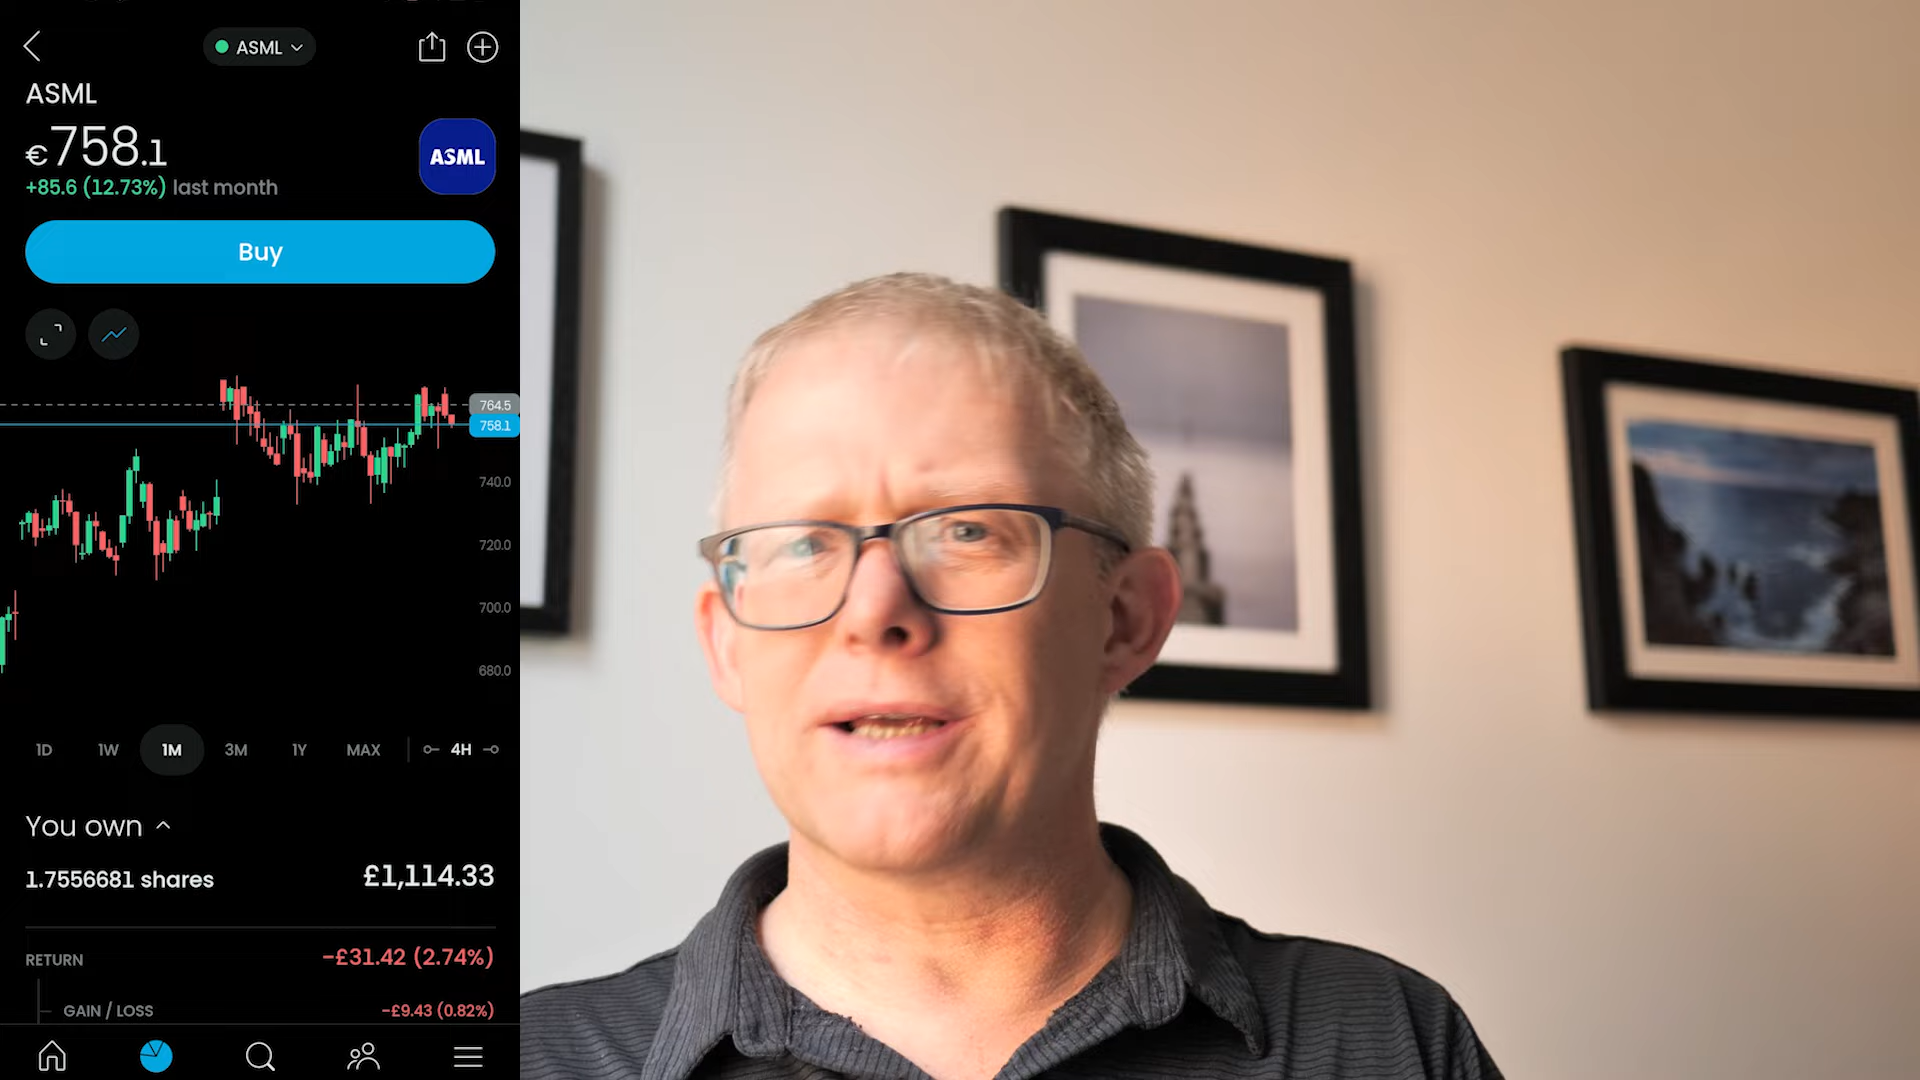 ASML
ASML
€758.1
ASML
+85.6 (12.73%) last month
Buy
764.5
758.1
740.0
720.0
700.0
680.0
1D 1W 1M 3M 1Y MAX 4H
You own
1.7556681 shares £1,114.33
RETURN -£31.42 (2.74%)
GAIN / LOSS -£9.43 (0.82%)